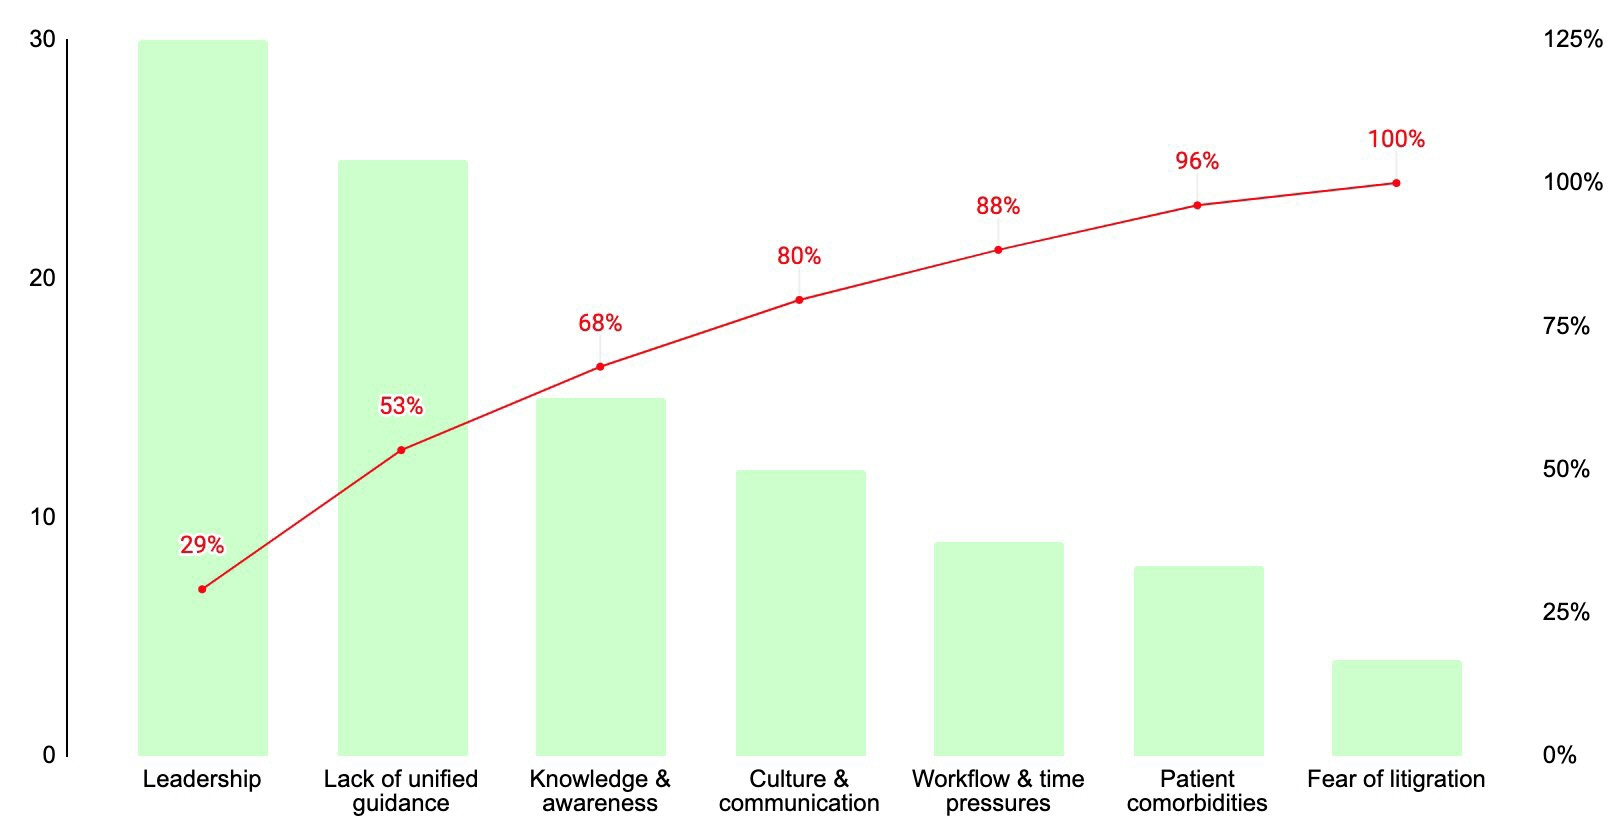 30
20
10
0
125%
100%
75%
50%
25%
0%
29%
53%
68%
80%
88%
96%
100%
Leadership
Lack of unified
guidance
Knowledge &
awareness
Culture &
communication
Workflow & time
pressures
Patient
comorbidities
Fear of litigration